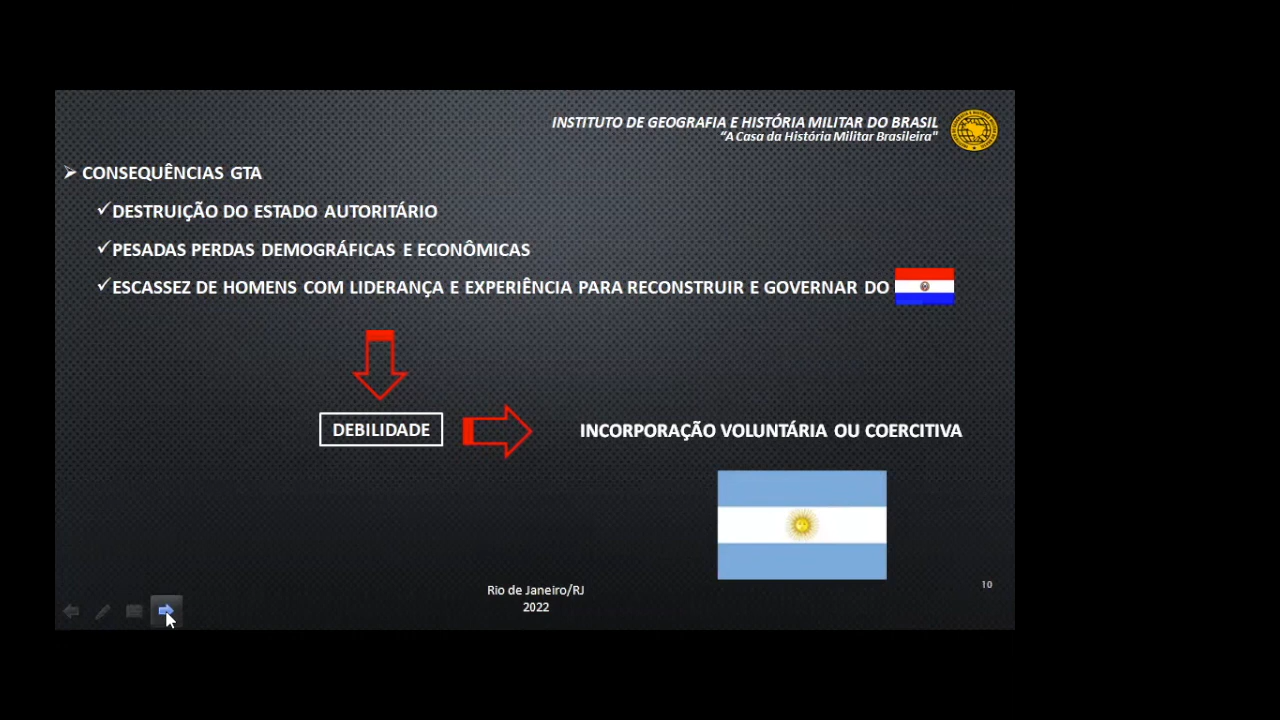 INSTITUTO DE GEOGRAFIA E HISTÓRIA MILITAR DO BRASIL
"A Casa da História Militar Brasileira"
CONSEQUÊNCIAS GTA
DESTRUIÇÃO DO ESTADO AUTORITÁRIO
PESADAS PERDAS DEMOGRÁFICAS E ECONÔMICAS
ESCASSEZ DE HOMENS COM LIDERANÇA E EXPERIÊNCIA PARA RECONSTRUIR E GOVERNAR DO
DEBILIDADE
INCORPORAÇÃO VOLUNTÁRIA OU COERCITIVA
Rio de Janeiro/RJ
2022
10